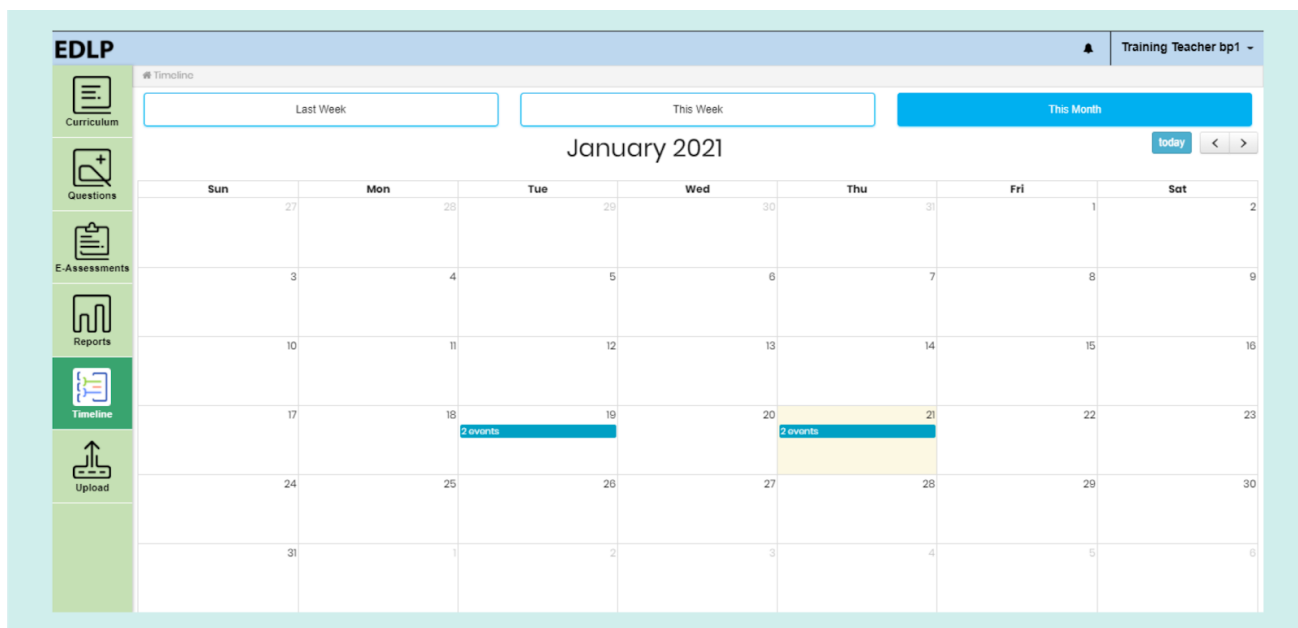 EDLP
Training Teacher bp1
Timeline
Curriculum
Questions
E-Assessments
Reports
Timeline
Upload
Last Week This Week This Month
January 2021
today < >
Sun Mon Tue Wed Thu Fri Sat
27 28 29 30 31 1 2
3 4 5 6 7 8 9
10 11 12 13 14 15 16
17 18 19 20 21 22 23
2 events 2 events
24 25 26 27 28 29 30
31 1 2 3 4 5 6